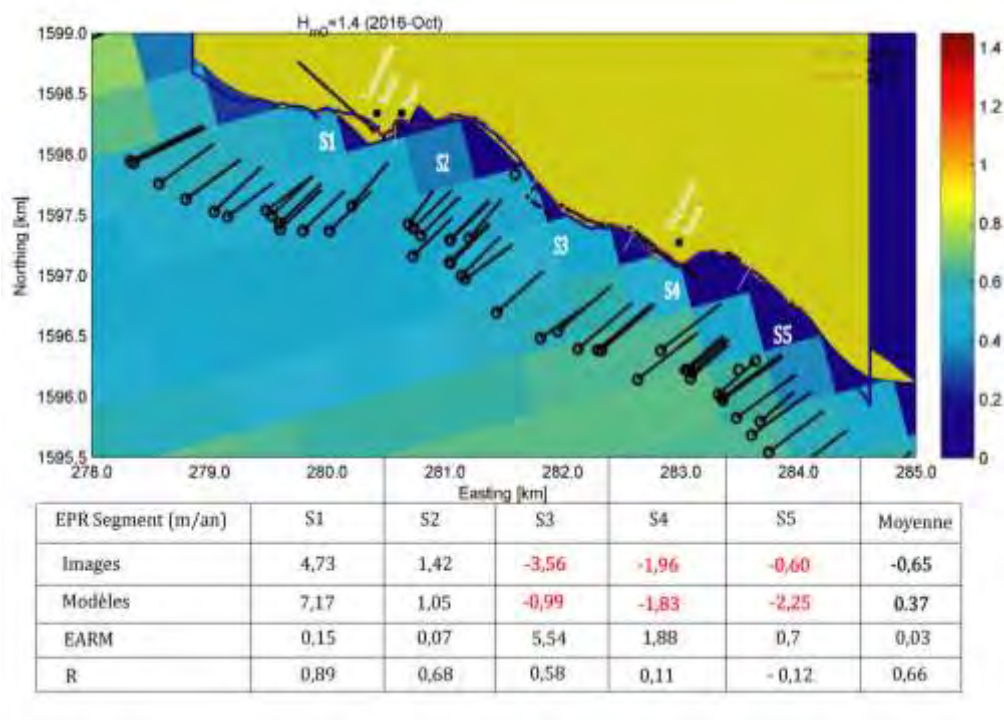 H_m0=1.4 (2016-Oct)
1599.0
1598.5
1598.0
1597.5
1597.0
1596.5
1596.0
1595.5
Northing [km]
278.0 279.0 280.0 281.0 282.0 283.0 284.0 285.0
Easting [km]
S1
S2
S3
S4
S5
1.4
1.2
1
0.8
0.6
0.4
0.2
0
EPR Segment (m/an) S1 S2 S3 S4 S5 Moyenne
Images 4,73 1,42 -3,56 -1,96 -0,60 -0,65
Modèles 7,17 1,05 -0,99 -1,83 -2,25 0.37
EARM 0,15 0,07 5,54 1,88 0,7 0,03
R 0,89 0,68 0,58 0,11 - 0,12 0,66